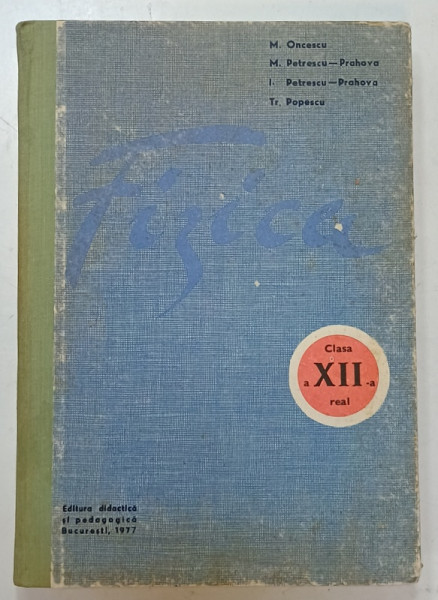 M. Oncescu
M. Petrescu—Prahova
I. Petrescu—Prahova
Tr. Popescu
Fizica
Clasa
a XII-a
real
Editura didactică
și pedagogică
București, 1977